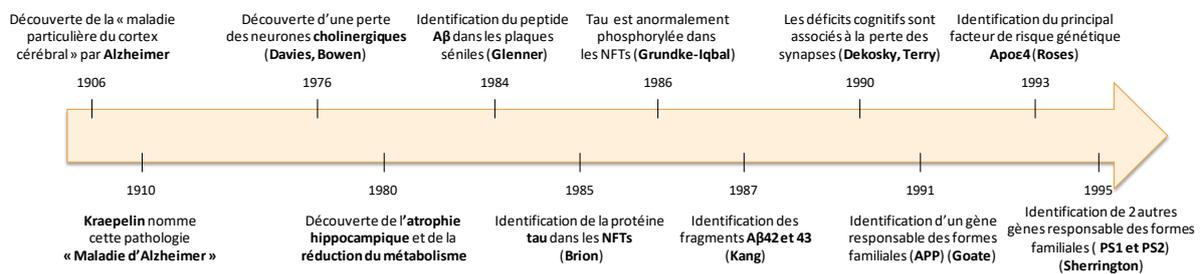 Découverte de la « maladie
particulière du cortex
cérébral » par Alzheimer
1906
Découverte d'une perte
des neurones cholinergiques
(Davies, Bowen)
1976
Identification du peptide
Aβ dans les plaques
séniles (Glenner)
1984
Tau est anormalement
phosphorylée dans
les NFTs (Grundke-Iqbal)
1986
Les déficits cognitifs sont
associés à la perte des
synapses (Dekosky, Terry)
1990
Identification du principal
facteur de risque génétique
Apoε4 (Roses)
1993
1910
Kraepelin nomme
cette pathologie
« Maladie d'Alzheimer »
1980
Découverte de l'atrophie
hippocampique et de la
réduction du métabolisme
1985
Identification de la protéine
tau dans les NFTs
(Brion)
1987
Identification des
fragments Aβ42 et 43
(Kang)
1991
Identification d'un gène
responsable des formes
familiales (APP) (Goate)
1995
Identification de 2 autres
gènes responsable des formes
familiales ( PS1 et PS2)
(Sherrington)